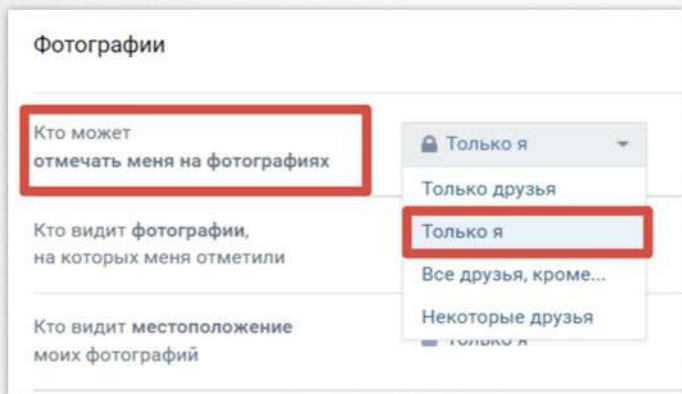 Фотографии
Кто может
отмечать меня на фотографиях
Только я
Только друзья
Только я
Все друзья, кроме...
Некоторые друзья
Кто видит фотографии,
на которых меня отметили
Кто видит местоположение
моих фотографий
Только я